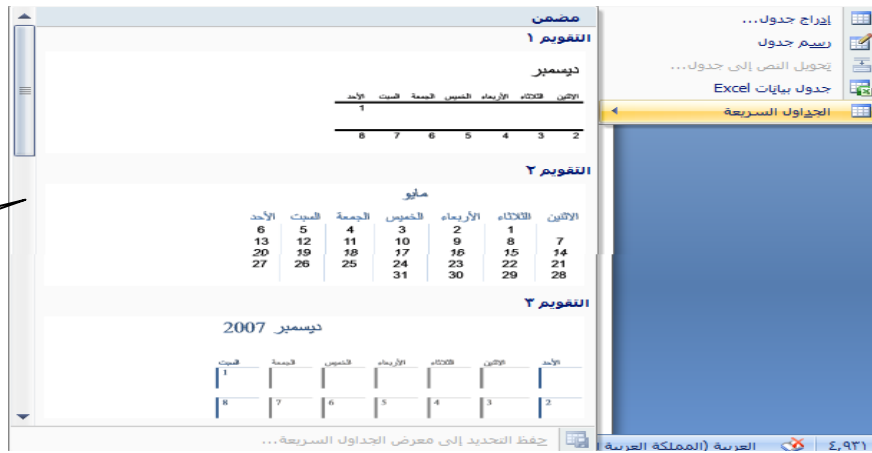 إدراج جدول...
رسم جدول
تحويل النص إلى جدول...
جدول بيانات Excel
الجداول السريعة
مضمن
التقويم ١
ديسمبر
الاثنين الثلاثاء الأربعاء الخميس الجمعة السبت الأحد
1
2 3 4 5 6 7 8
التقويم ٢
مايو
الاثنين الثلاثاء الأربعاء الخميس الجمعة السبت الأحد
1 2 3 4 5 6
7 8 9 10 11 12 13
14 15 16 17 18 19 20
21 22 23 24 25 26 27
28 29 30 31
التقويم ٣
ديسمبر 2007
الأحد الاثنين الثلاثاء الأربعاء الخميس الجمعة السبت
1
2 3 4 5 6 7 8
حفظ التحديد إلى معرض الجداول السريعة...
٤,٩٣١ العربية (المملكة العربية